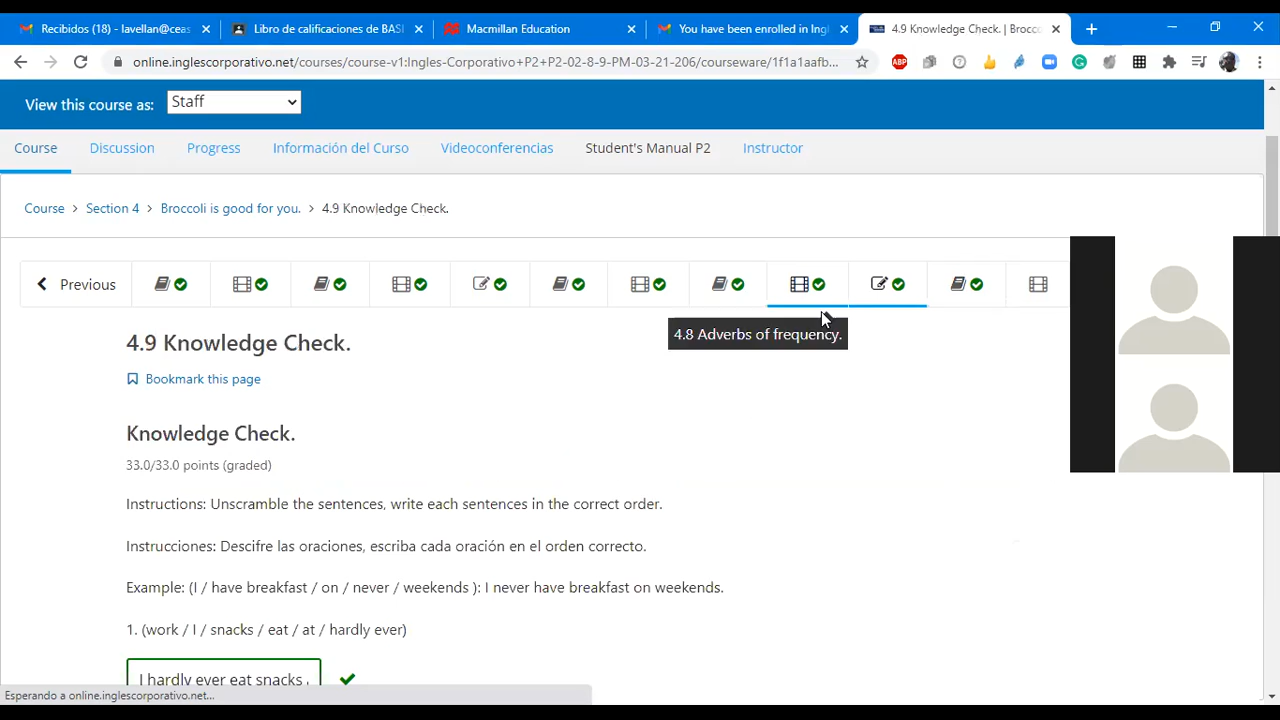 Recibidos (18) - lavellan@ceas
Libro de calificaciones de BASI
Macmillan Education
You have been enrolled in Ingl
4.9 Knowledge Check. | Brocco
online.inglescorporativo.net/courses/course-v1:Ingles-Corporativo+P2+P2-02-8-9-PM-03-21-206/courseware/1f1a1aafb...
ABP
View this course as:
Staff
Course
Discussion
Progress
Información del Curso
Videoconferencias
Student's Manual P2
Instructor
Course > Section 4 > Broccoli is good for you. > 4.9 Knowledge Check.
Previous
4.8 Adverbs of frequency.
4.9 Knowledge Check.
Bookmark this page
Knowledge Check.
33.0/33.0 points (graded)
Instructions: Unscramble the sentences, write each sentences in the correct order.
Instrucciones: Descifre las oraciones, escriba cada oración en el orden correcto.
Example: (I / have breakfast / on / never / weekends ): I never have breakfast on weekends.
1. (work / I / snacks / eat / at / hardly ever)
I hardly ever eat snacks
Esperando a online.inglescorporativo.net...